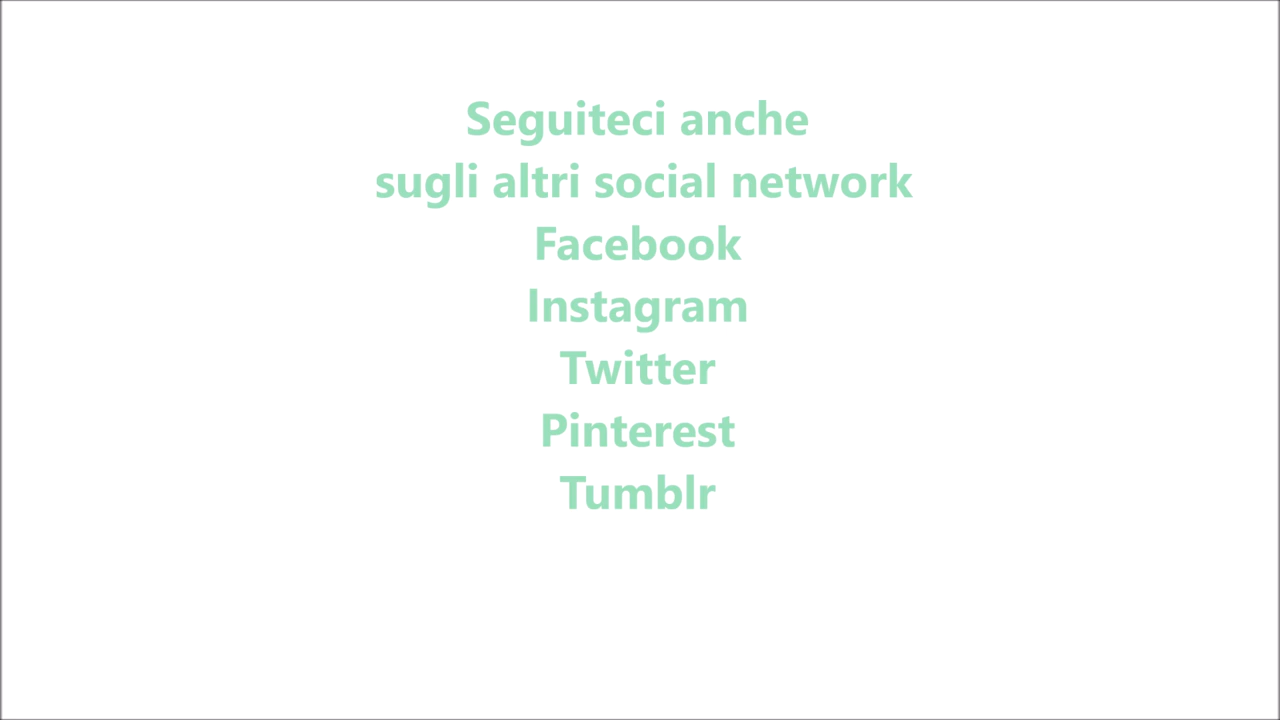 Seguiteci anche
sugli altri social network
Facebook
Instagram
Twitter
Pinterest
Tumblr